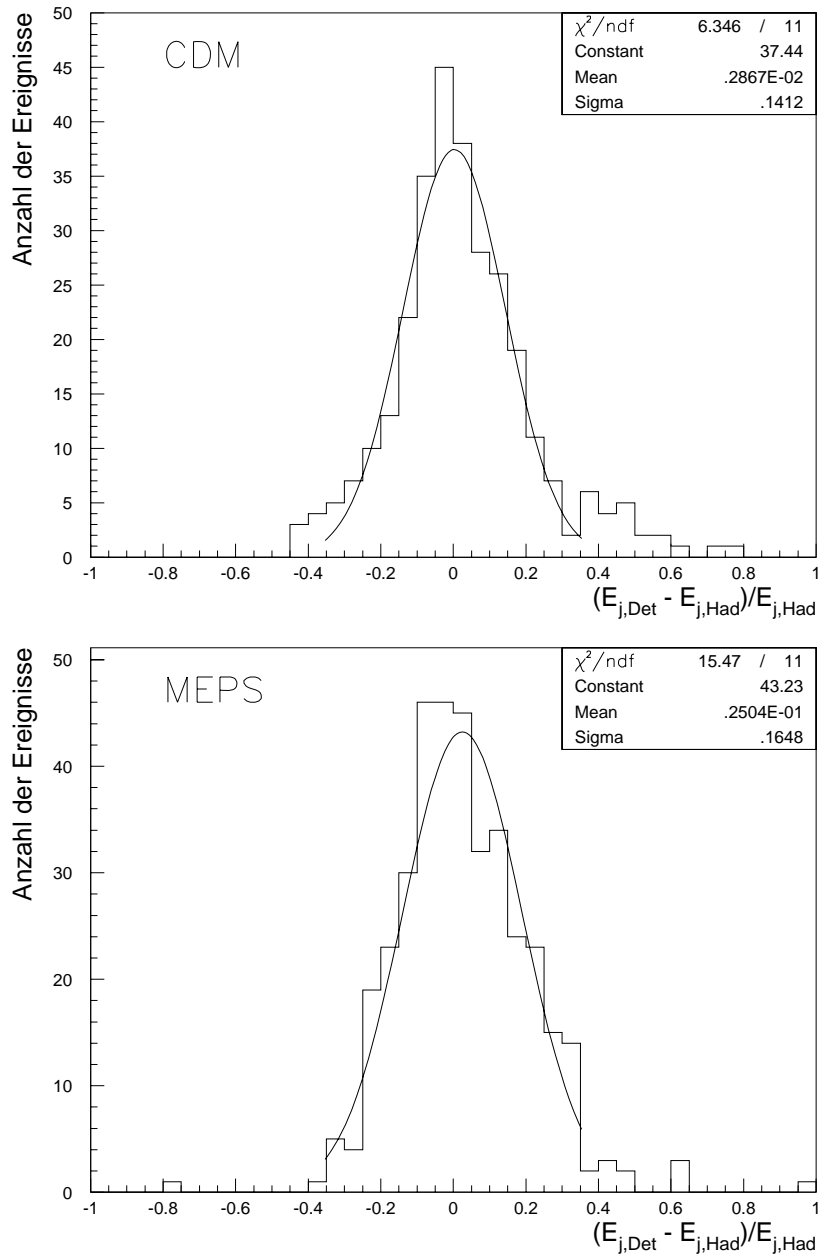 CDM
χ²/ndf 6.346 / 11
Constant 37.44
Mean .2867E-02
Sigma .1412
Anzahl der Ereignisse
50
45
40
35
30
25
20
15
10
5
0
-1 -0.8 -0.6 -0.4 -0.2 0 0.2 0.4 0.6 0.8 1
(E_j,Det - E_j,Had)/E_j,Had
MEPS
χ²/ndf 15.47 / 11
Constant 43.23
Mean .2504E-01
Sigma .1648
Anzahl der Ereignisse
50
40
30
20
10
0
-1 -0.8 -0.6 -0.4 -0.2 0 0.2 0.4 0.6 0.8 1
(E_j,Det - E_j,Had)/E_j,Had